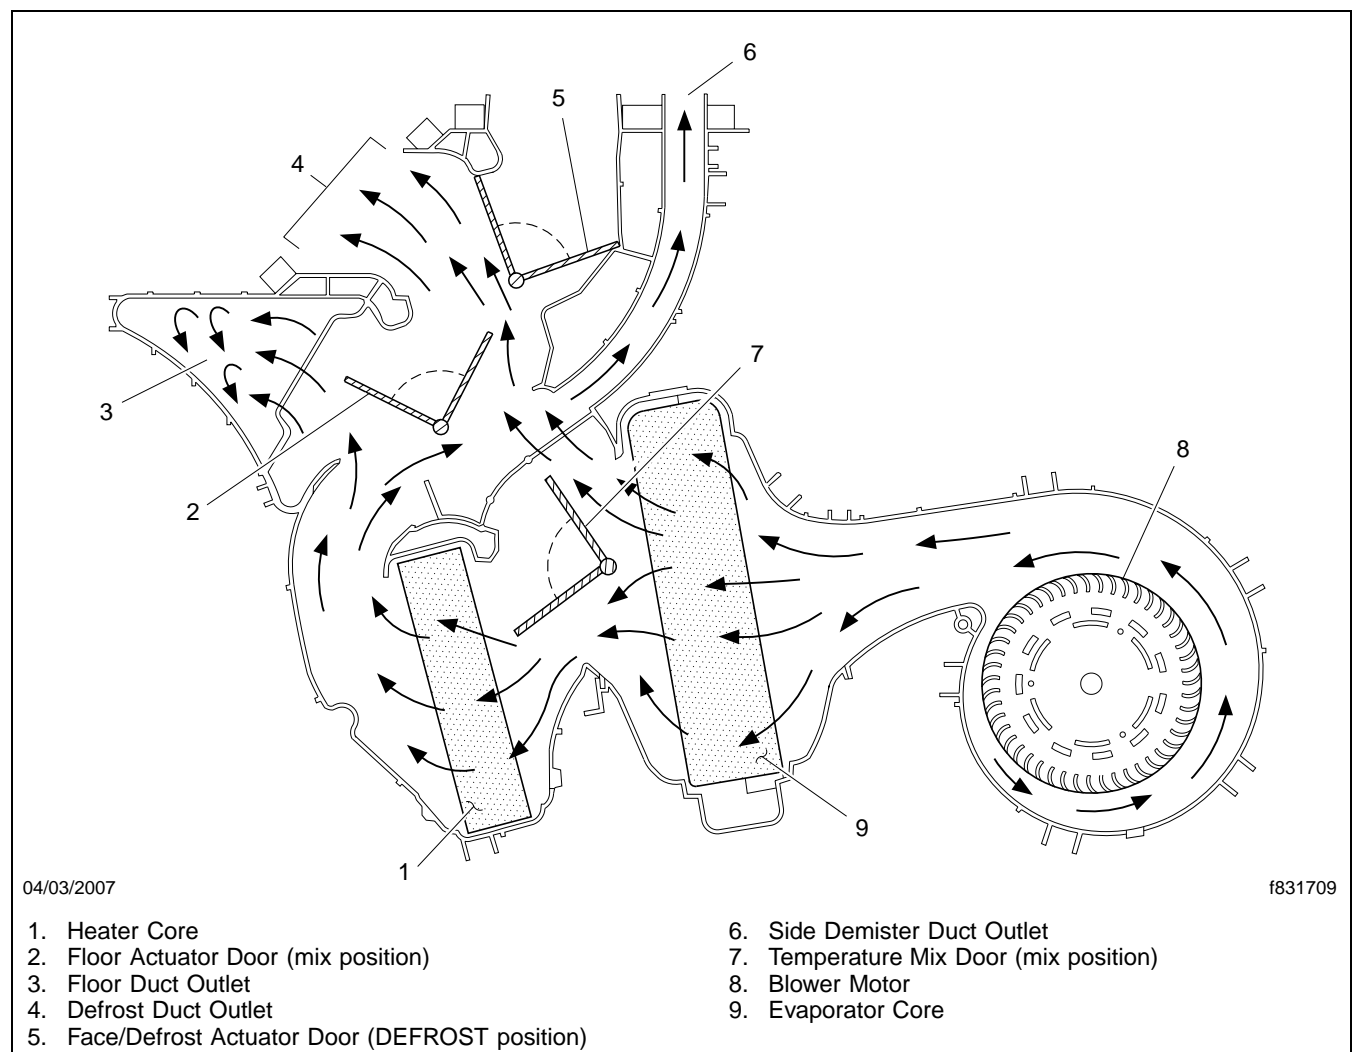 6
5
4
7
3
8
2
9
1
04/03/2007
f831709
1. Heater Core
2. Floor Actuator Door (mix position)
3. Floor Duct Outlet
4. Defrost Duct Outlet
5. Face/Defrost Actuator Door (DEFROST position)
6. Side Demister Duct Outlet
7. Temperature Mix Door (mix position)
8. Blower Motor
9. Evaporator Core